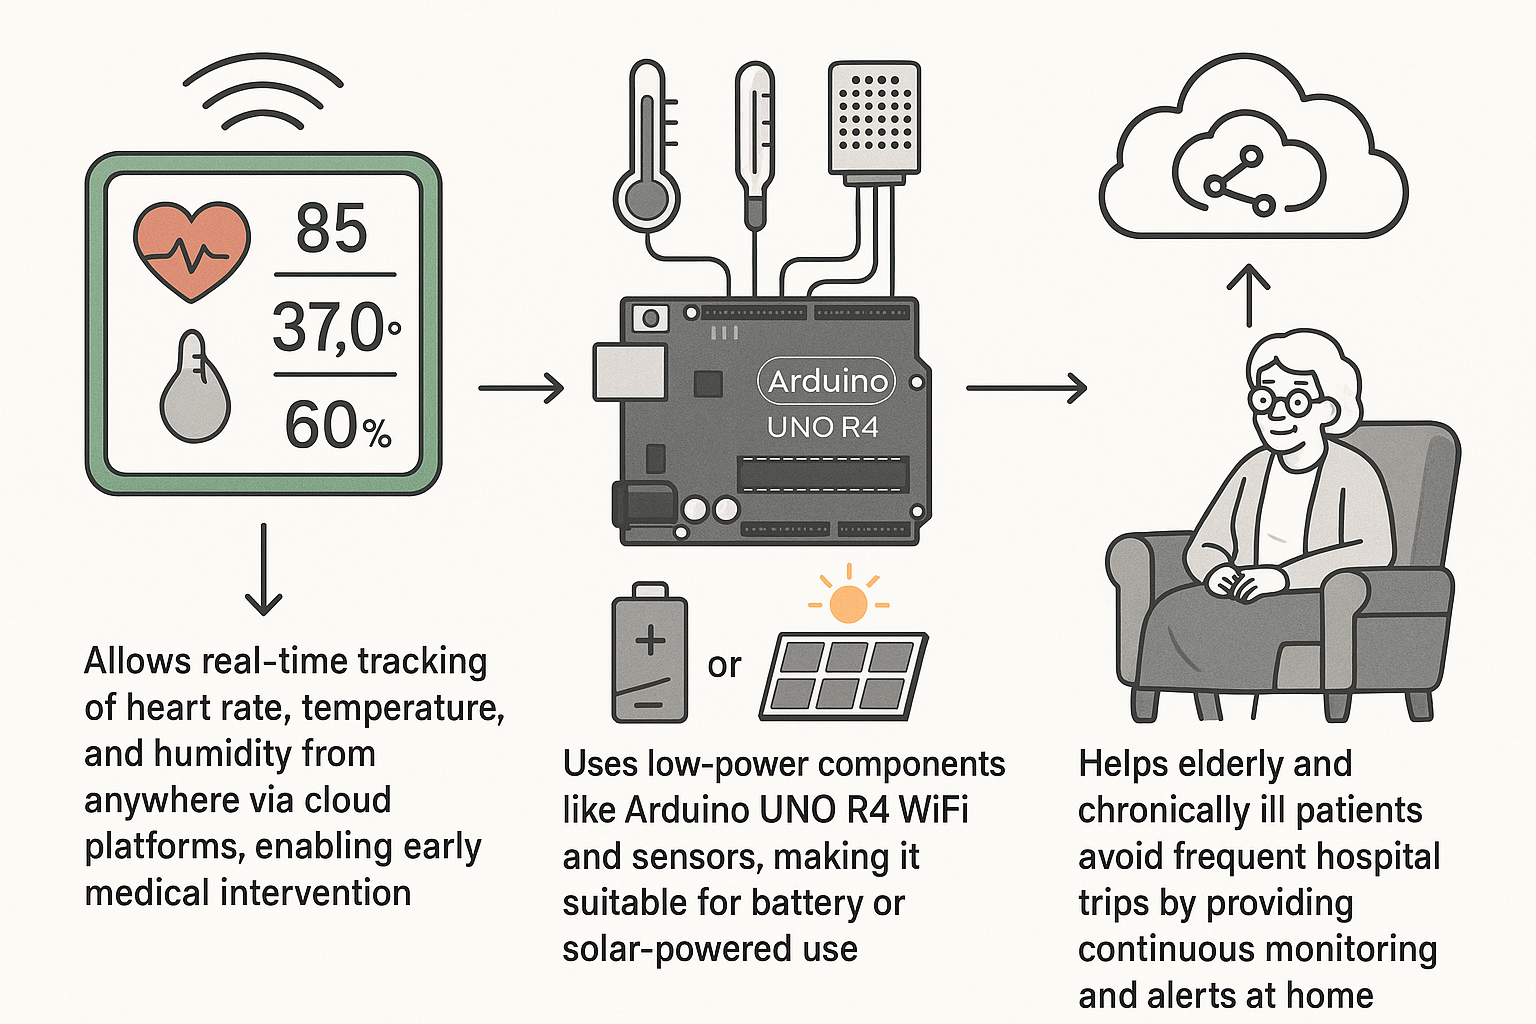 85
37,0°
60%
Arduino
UNO R4
or
Allows real-time tracking
of heart rate, temperature,
and humidity from
anywhere via cloud
platforms, enabling early
medical intervention
Uses low-power components
like Arduino UNO R4 WiFi
and sensors, making it
suitable for battery or
solar-powered use
Helps elderly and
chronically ill patients
avoid frequent hospital
trips by providing
continuous monitoring
and alerts at home